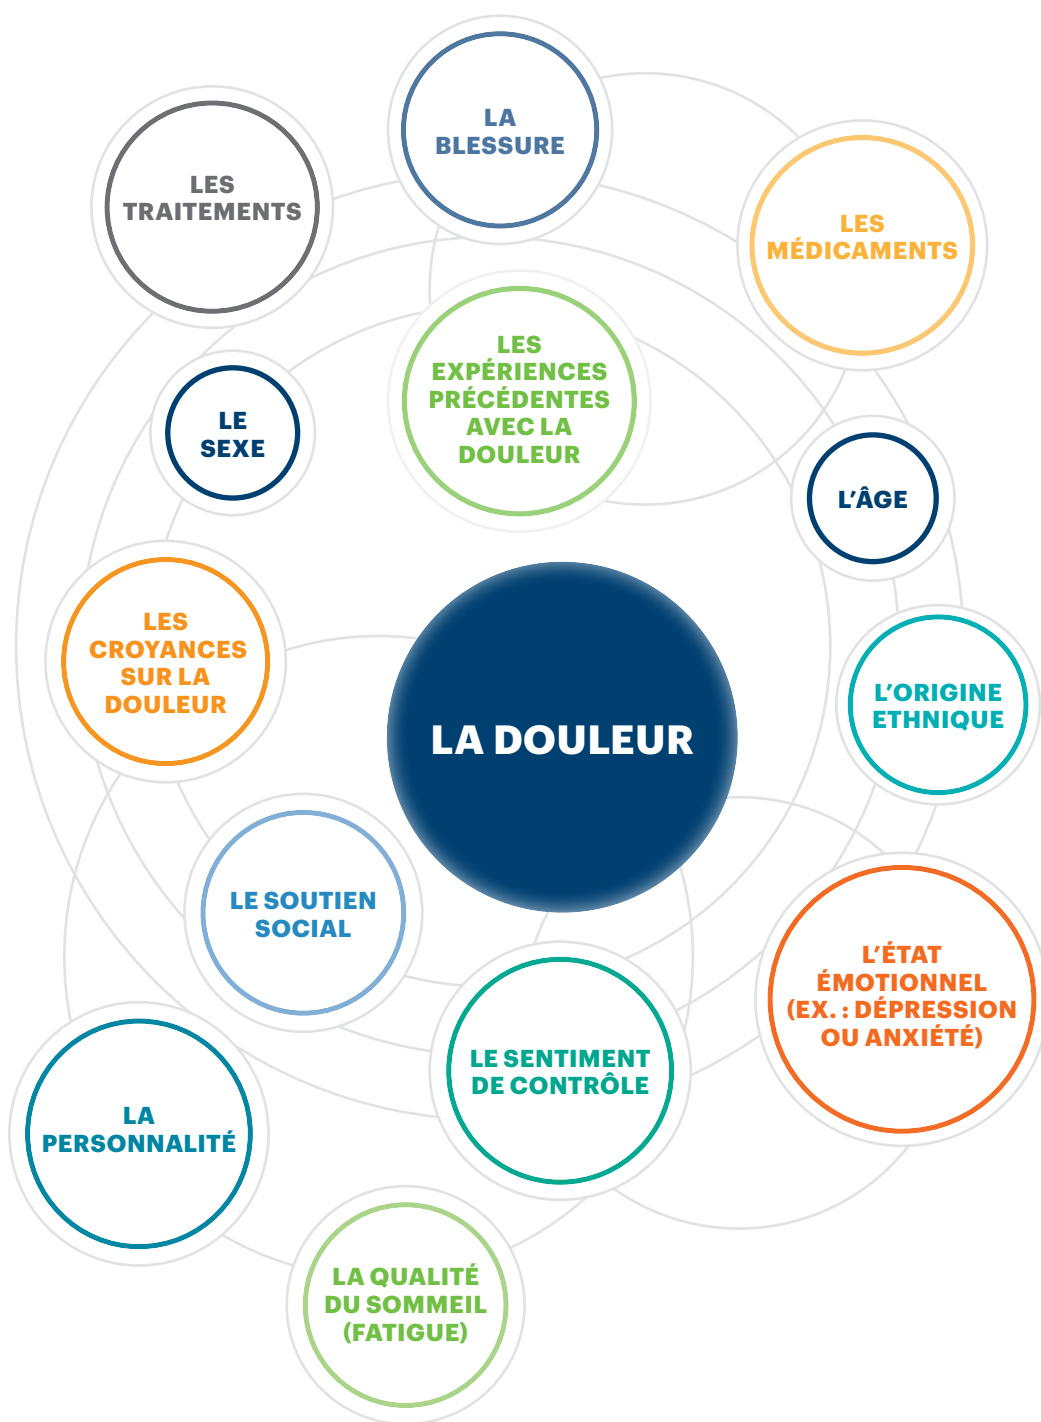 LA
BLESSURE
LES
TRAITEMENTS
LES
MÉDICAMENTS
LES
EXPÉRIENCES
PRÉCÉDENTES
AVEC LA
DOULEUR
LE
SEXE
L'ÂGE
LES
CROYANCES
SUR LA
DOULEUR
L'ORIGINE
ETHNIQUE
LA DOULEUR
LE SOUTIEN
SOCIAL
L'ÉTAT
ÉMOTIONNEL
(EX. : DÉPRESSION
OU ANXIÉTÉ)
LE SENTIMENT
DE CONTRÔLE
LA
PERSONNALITÉ
LA QUALITÉ
DU SOMMEIL
(FATIGUE)